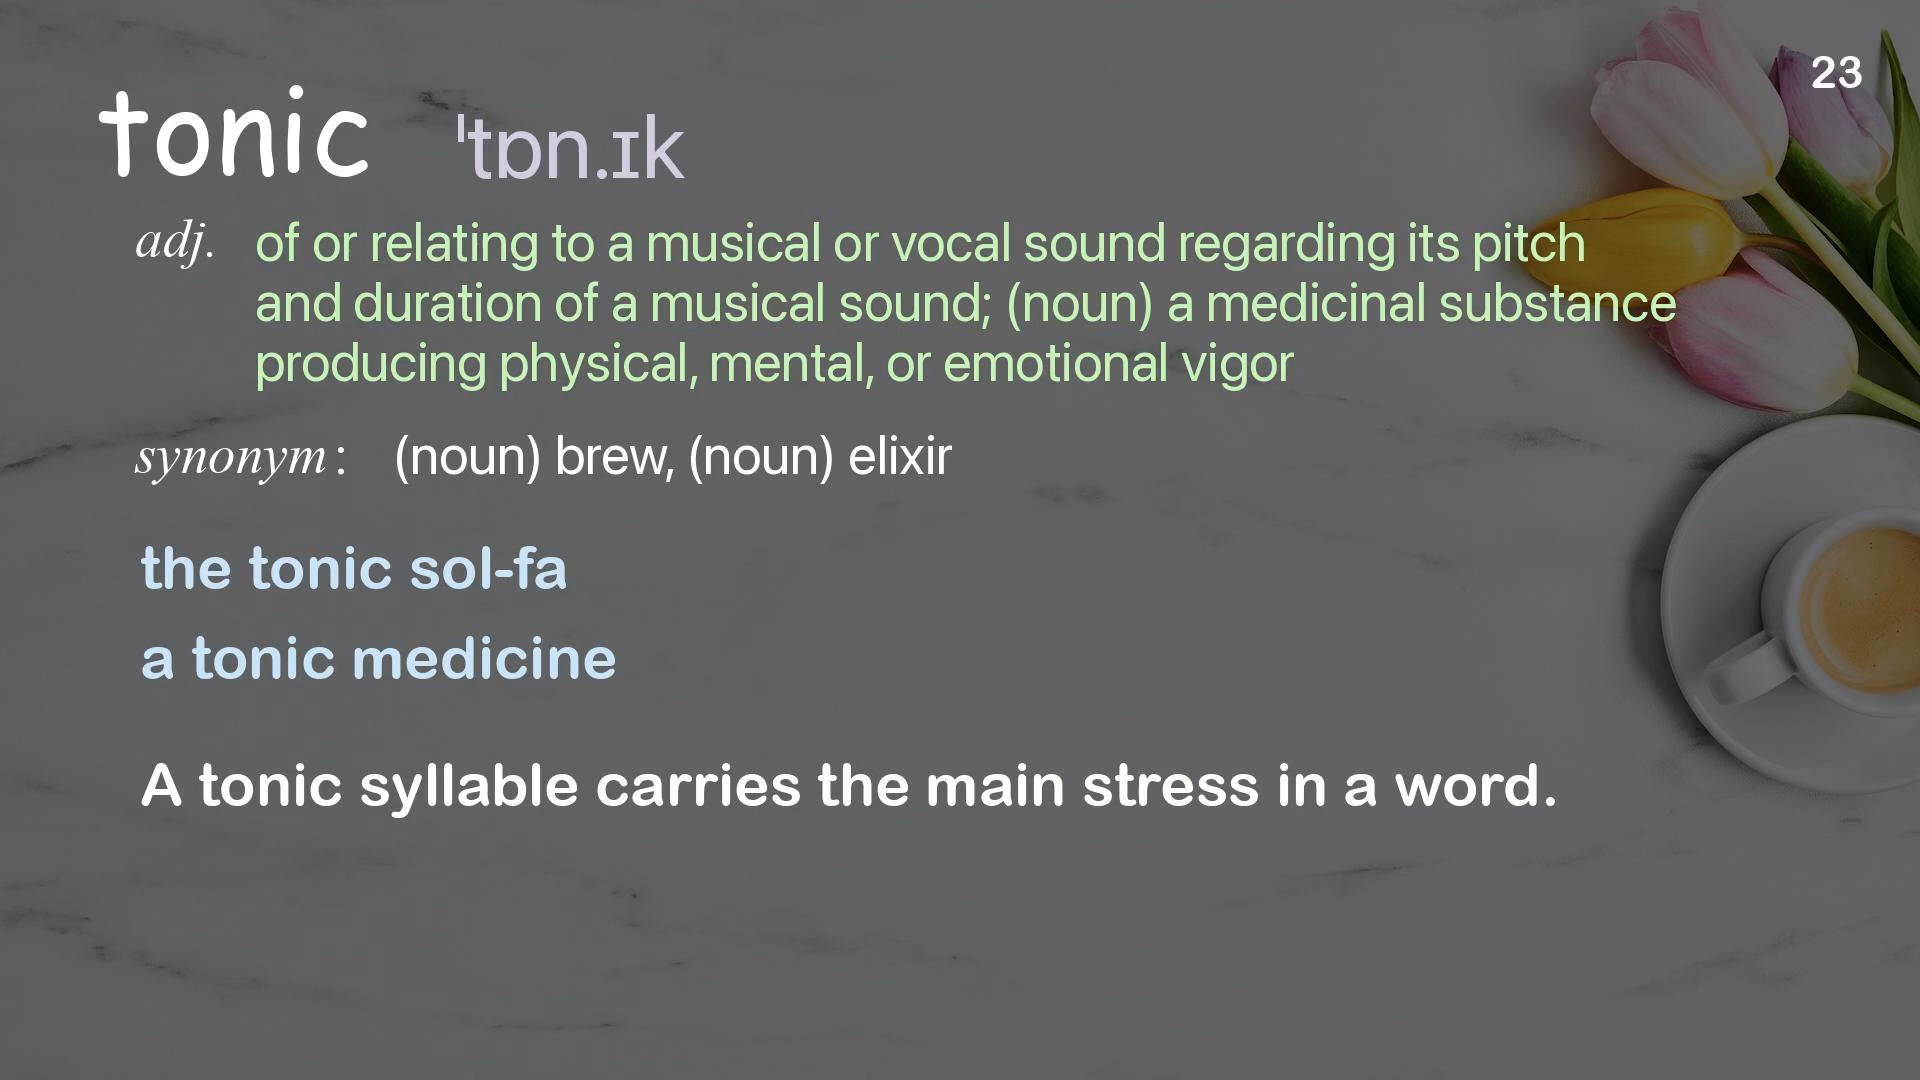 23
tonic ˈtɒn.ɪk
adj. of or relating to a musical or vocal sound regarding its pitch
and duration of a musical sound; (noun) a medicinal substance
producing physical, mental, or emotional vigor
synonym: (noun) brew, (noun) elixir
the tonic sol-fa
a tonic medicine
A tonic syllable carries the main stress in a word.